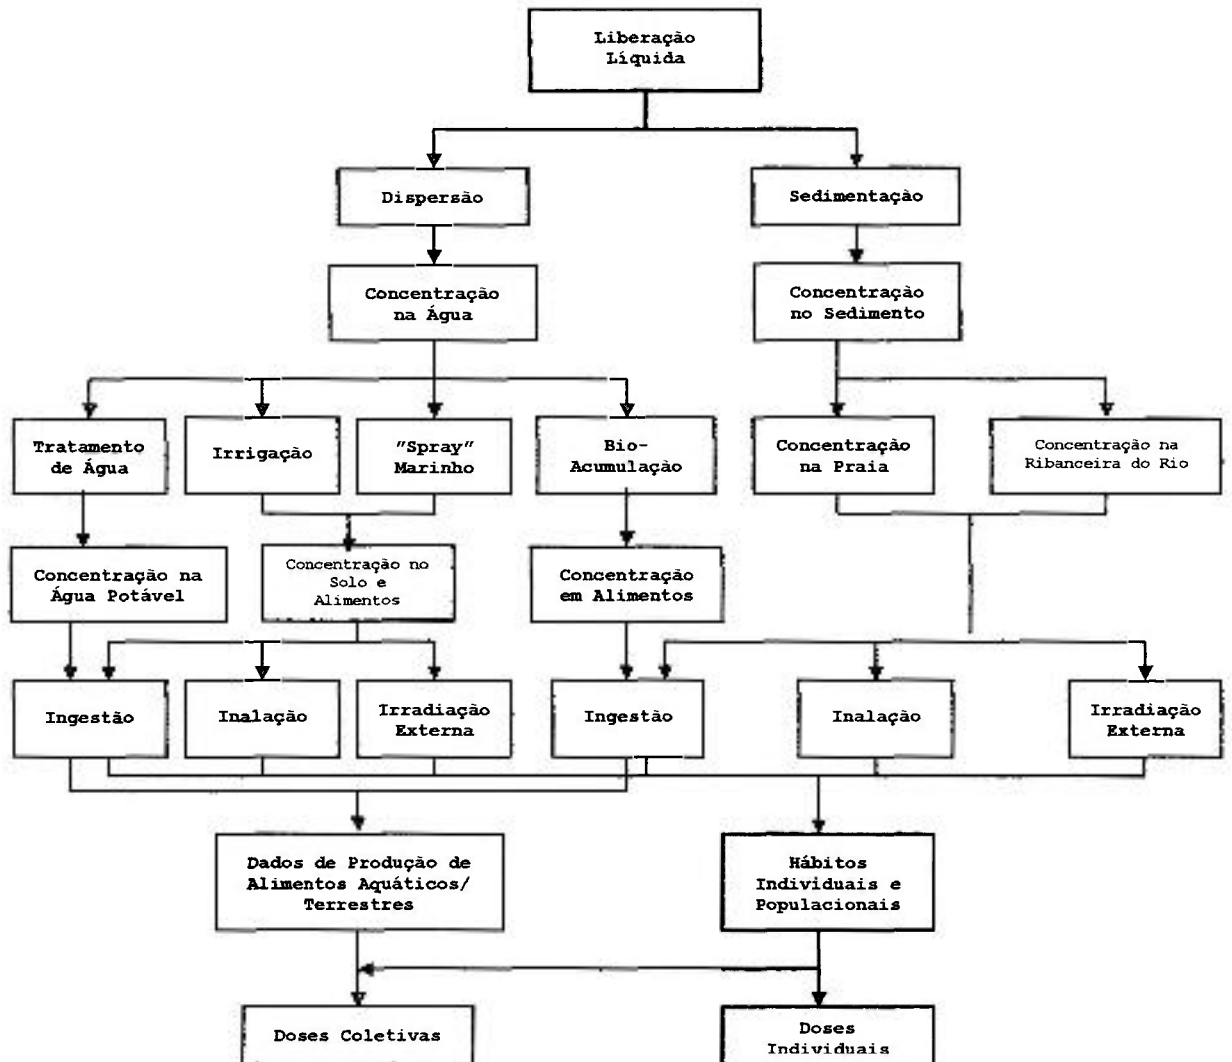 Liberação
Líquida
Dispersão
Sedimentação
Concentração
na Água
Concentração
no Sedimento
Tratamento
de Água
Irrigação
"Spray"
Marinho
Bio-
Acumulação
Concentração
na Praia
Concentração na
Ribanceira do Rio
Concentração na
Água Potável
Concentração no
Solo e
Alimentos
Concentração
em Alimentos
Ingestão
Inalação
Irradiação
Externa
Ingestão
Inalação
Irradiação
Externa
Dados de Produção de
Alimentos Aquáticos/
Terrestres
Hábitos
Individuais e
Populacionais
Doses Coletivas
Doses
Individuais